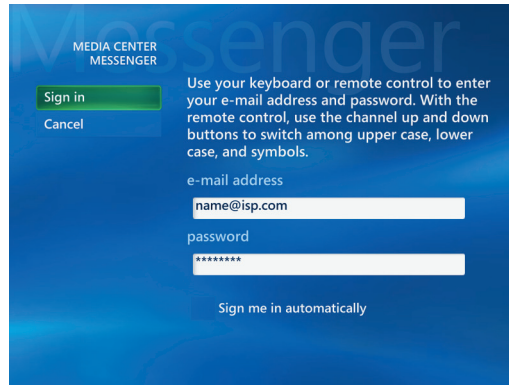 Messenger
MEDIA CENTER
MESSENGER
Sign in
Cancel
Use your keyboard or remote control to enter
your e-mail address and password. With the
remote control, use the channel up and down
buttons to switch among upper case, lower
case, and symbols.
e-mail address
name@isp.com
password
********
Sign me in automatically